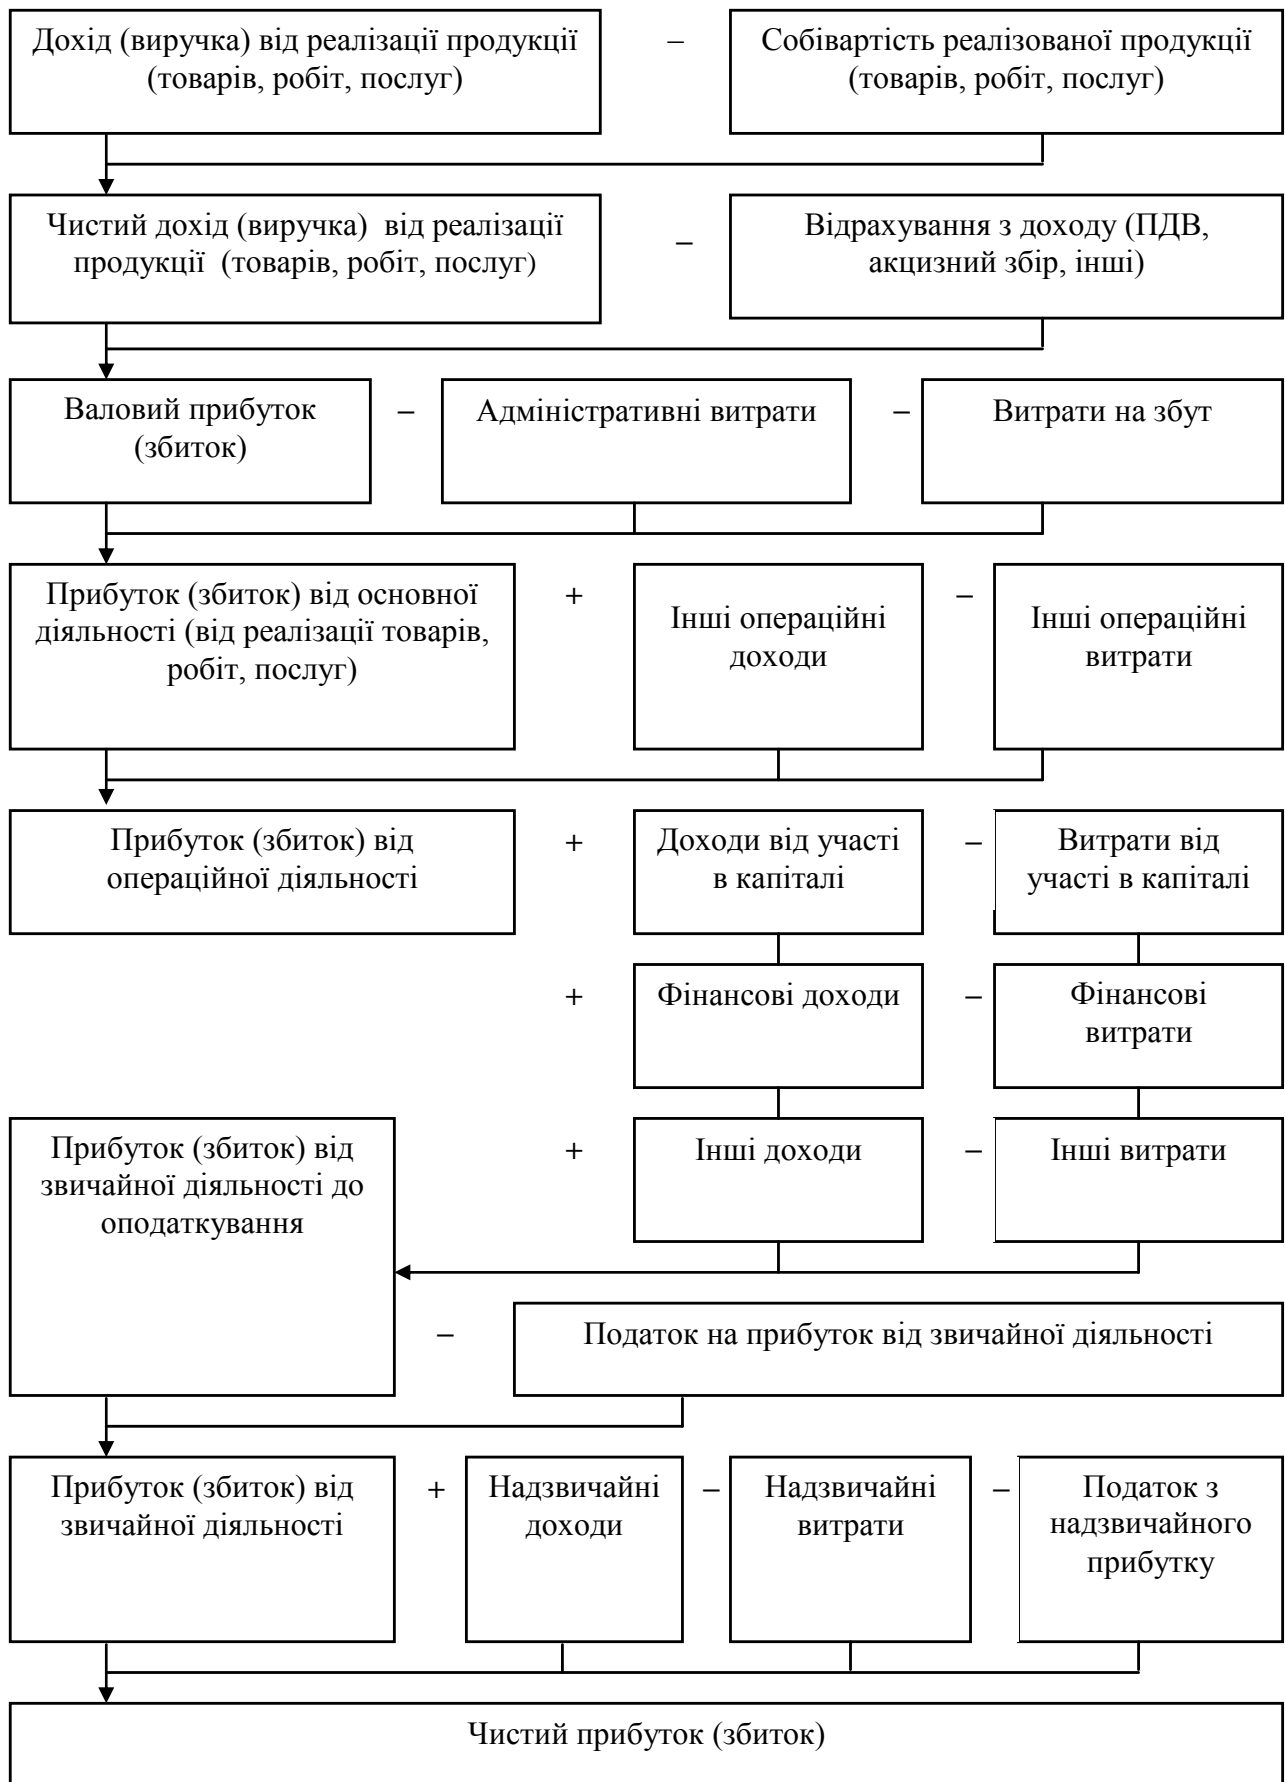 Дохід (виручка) від реалізації продукції
(товарів, робіт, послуг)
–
Собівартість реалізованої продукції
(товарів, робіт, послуг)
Чистий дохід (виручка) від реалізації
продукції (товарів, робіт, послуг)
–
Відрахування з доходу (ПДВ,
акцизний збір, інші)
Валовий прибуток
(збиток)
–
Адміністративні витрати
–
Витрати на збут
Прибуток (збиток) від основної
діяльності (від реалізації товарів,
робіт, послуг)
+
Інші операційні
доходи
–
Інші операційні
витрати
Прибуток (збиток) від
операційної діяльності
+
Доходи від участі
в капіталі
–
Витрати від
участі в капіталі
+
Фінансові доходи
–
Фінансові
витрати
Прибуток (збиток) від
звичайної діяльності до
оподаткування
+
Інші доходи
–
Інші витрати
–
Податок на прибуток від звичайної діяльності
Прибуток (збиток) від
звичайної діяльності
+
Надзвичайні
доходи
–
Надзвичайні
витрати
–
Податок з
надзвичайного
прибутку
Чистий прибуток (збиток)